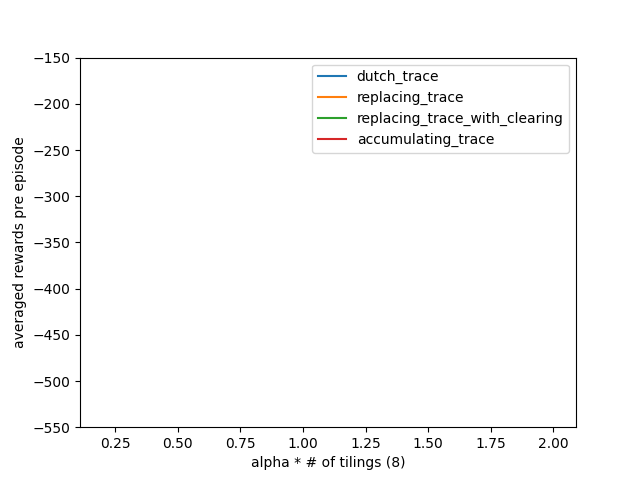 dutch_trace
replacing_trace
replacing_trace_with_clearing
accumulating_trace
averaged rewards pre episode
−150
−200
−250
−300
−350
−400
−450
−500
−550
0.25 0.50 0.75 1.00 1.25 1.50 1.75 2.00
alpha * # of tilings (8)